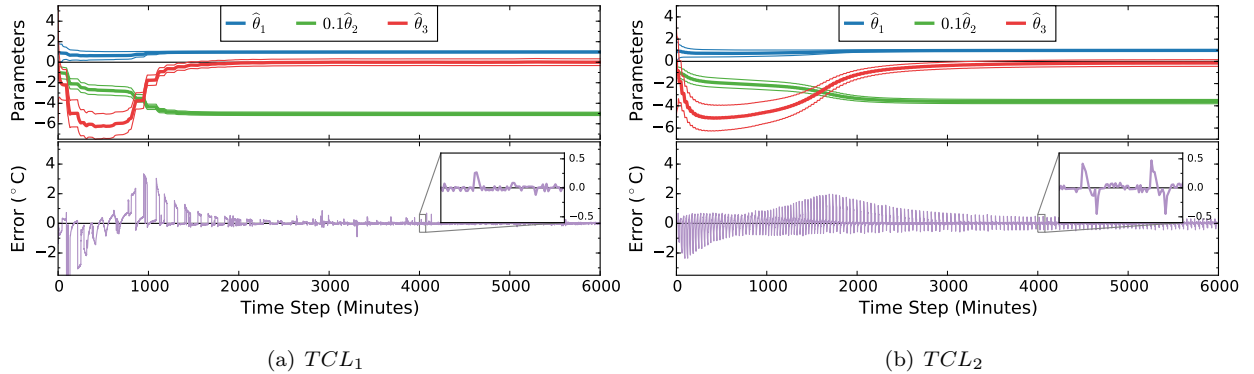 θ̂₁ 0.1θ̂₂ θ̂₃
Parameters
4
2
0
−2
−4
−6
Error (°C)
4
2
0
−2
0.5
0.0
−0.5
0 1000 2000 3000 4000 5000 6000
Time Step (Minutes)
(a) TCL₁
θ̂₁ 0.1θ̂₂ θ̂₃
Parameters
4
2
0
−2
−4
−6
Error (°C)
4
2
0
−2
0.5
0.0
−0.5
0 1000 2000 3000 4000 5000 6000
Time Step (Minutes)
(b) TCL₂